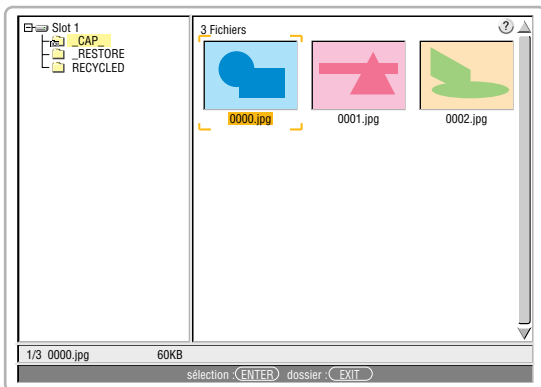 Slot 1
_CAP_
_RESTORE
RECYCLED
3 Fichiers
?
0000.jpg
0001.jpg
0002.jpg
1/3 0000.jpg 60KB
sélection :ENTER dossier : EXIT